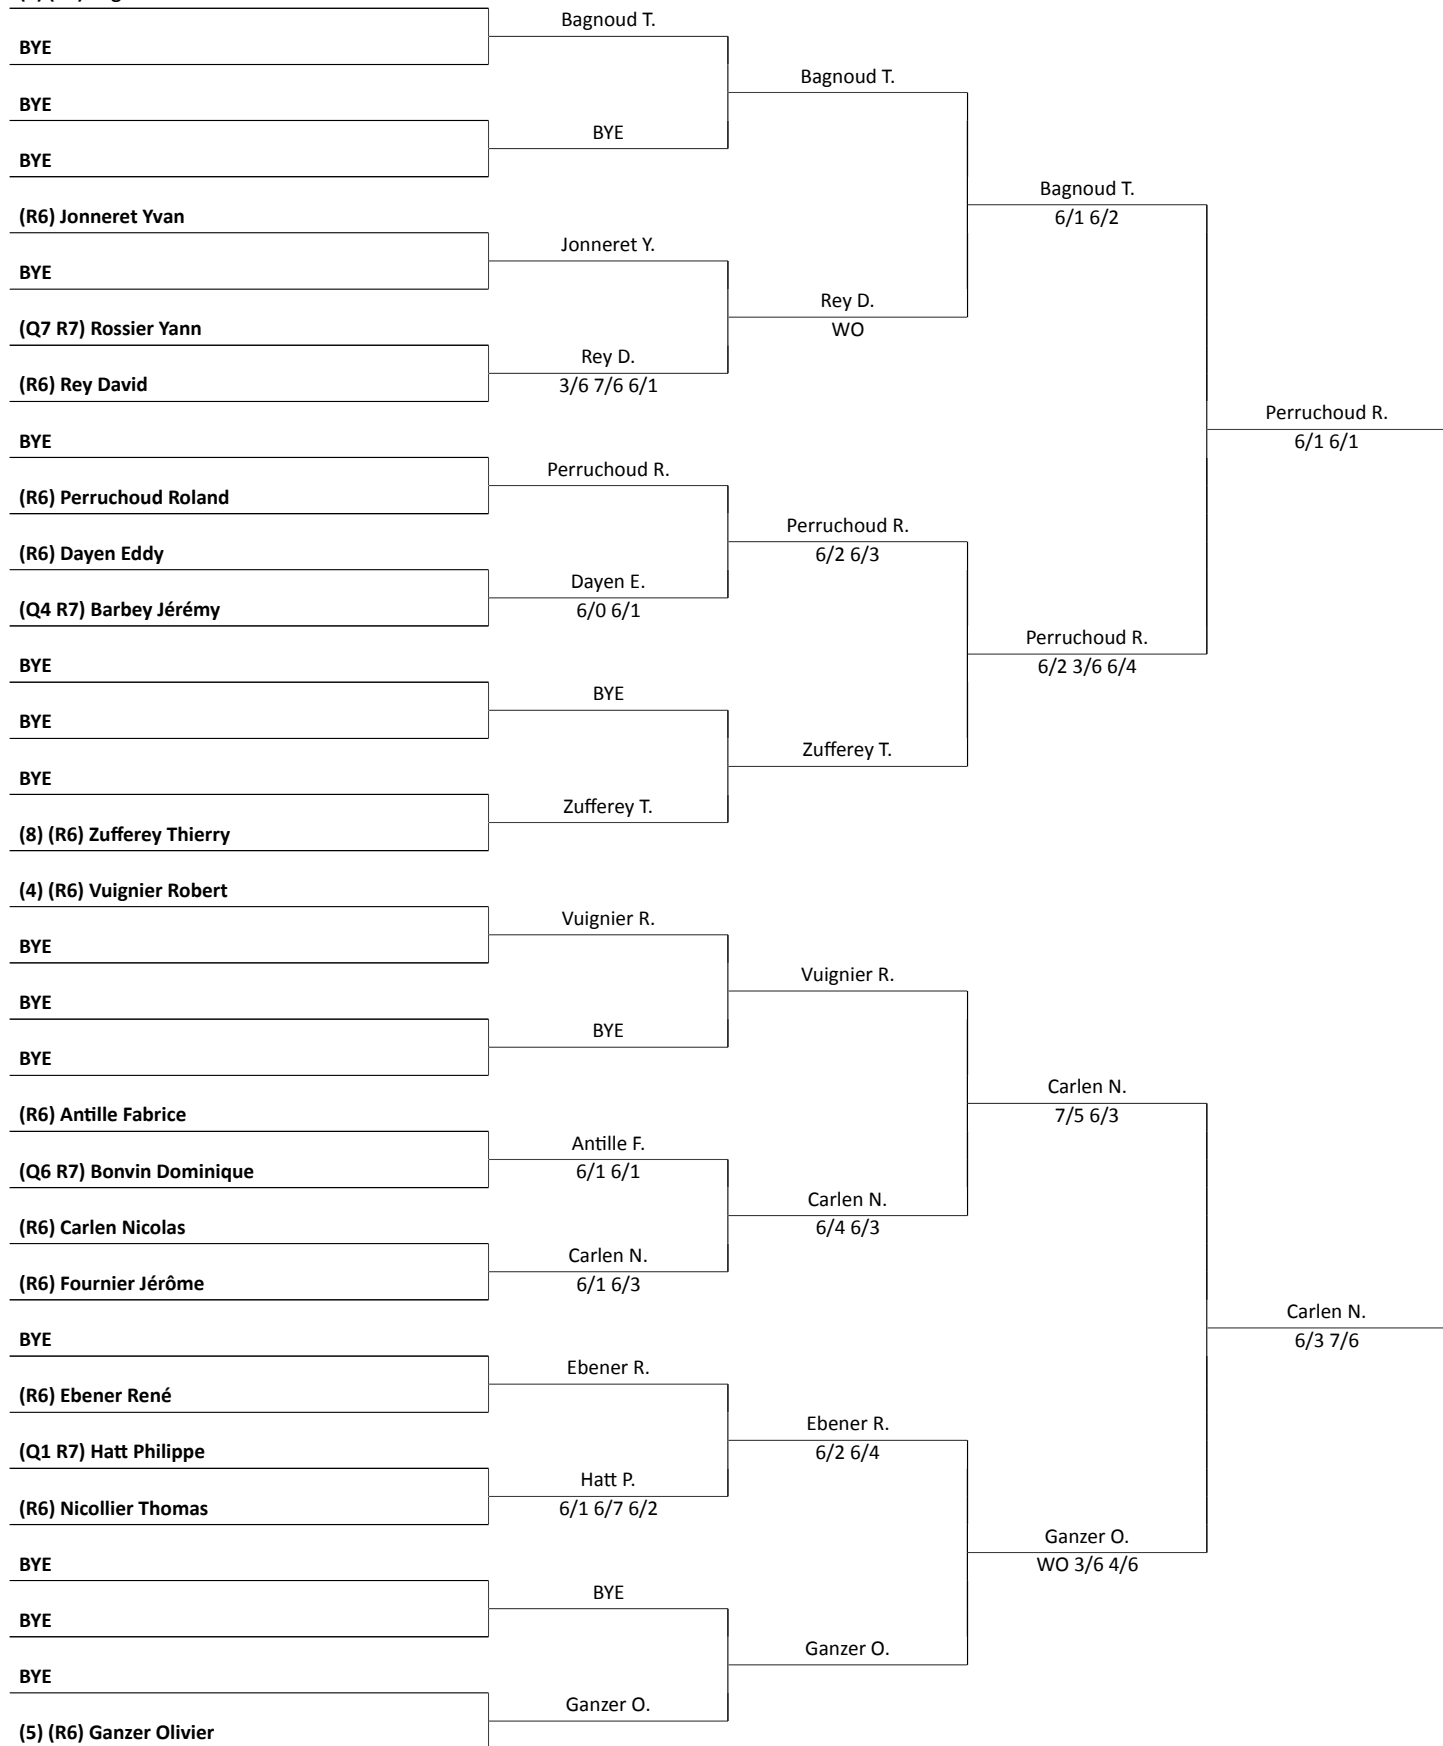 BYE
BYE
BYE
(R6) Jonneret Yvan
BYE
(Q7 R7) Rossier Yann
(R6) Rey David
BYE
(R6) Perruchoud Roland
(R6) Dayen Eddy
(Q4 R7) Barbey Jérémy
BYE
BYE
BYE
(8) (R6) Zufferey Thierry
(4) (R6) Vuignier Robert
BYE
BYE
BYE
(R6) Antille Fabrice
(Q6 R7) Bonvin Dominique
(R6) Carlen Nicolas
(R6) Fournier Jérôme
BYE
(R6) Ebener René
(Q1 R7) Hatt Philippe
(R6) Nicollier Thomas
BYE
BYE
BYE
(5) (R6) Ganzer Olivier
Bagnoud T.
BYE
Jonneret Y.
Rey D.
3/6 7/6 6/1
Perruchoud R.
Dayen E.
6/0 6/1
BYE
Zufferey T.
Vuignier R.
BYE
Antille F.
6/1 6/1
Carlen N.
6/1 6/3
Ebener R.
Hatt P.
6/1 6/7 6/2
BYE
Ganzer O.
Bagnoud T.
Rey D.
WO
Perruchoud R.
6/2 6/3
Zufferey T.
Vuignier R.
Carlen N.
6/4 6/3
Ebener R.
6/2 6/4
Ganzer O.
Bagnoud T.
6/1 6/2
Perruchoud R.
6/2 3/6 6/4
Carlen N.
7/5 6/3
Ganzer O.
WO 3/6 4/6
Perruchoud R.
6/1 6/1
Carlen N.
6/3 7/6